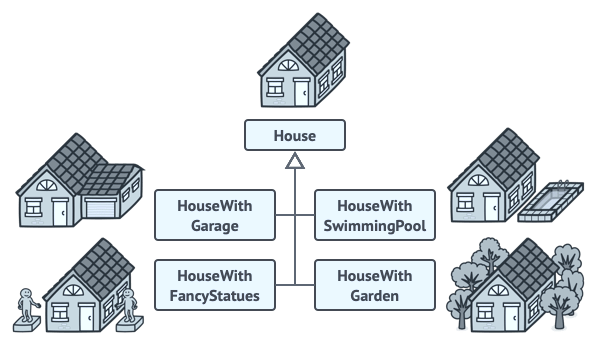 House
HouseWith
Garage
HouseWith
SwimmingPool
HouseWith
FancyStatues
HouseWith
Garden